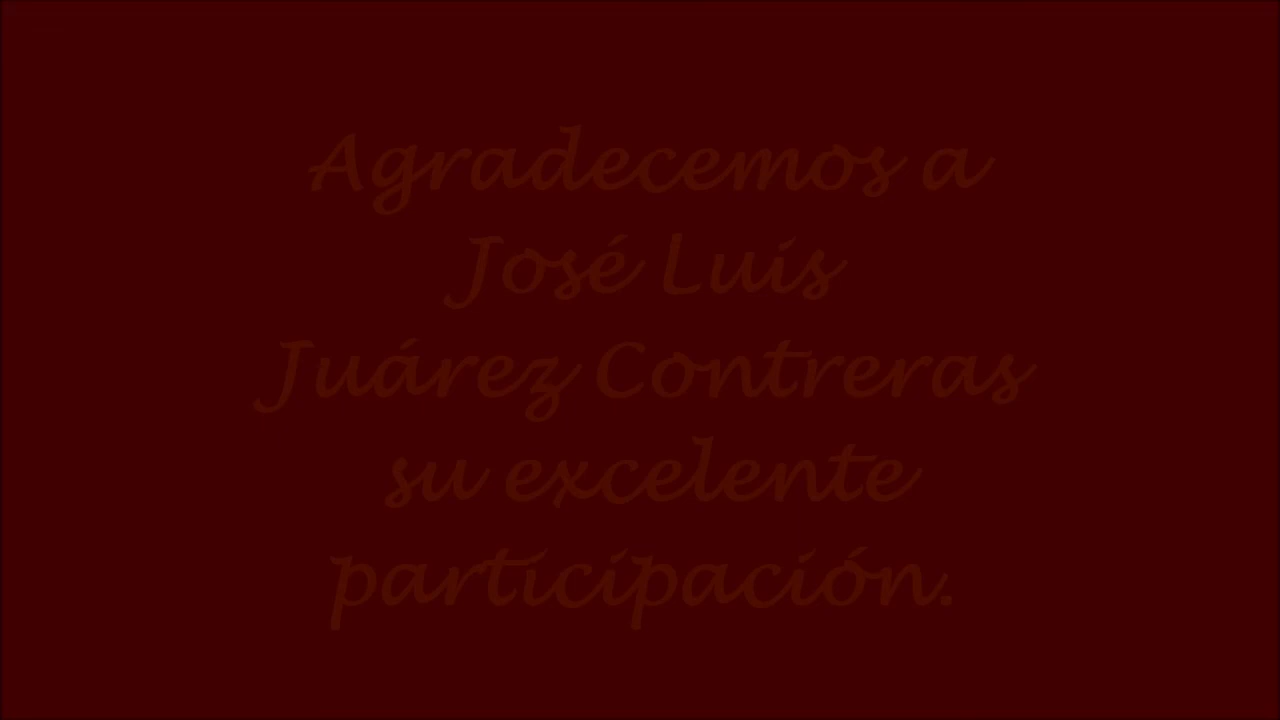 Agradecemos a
José Luis
Juárez Contreras
su excelente
participación.